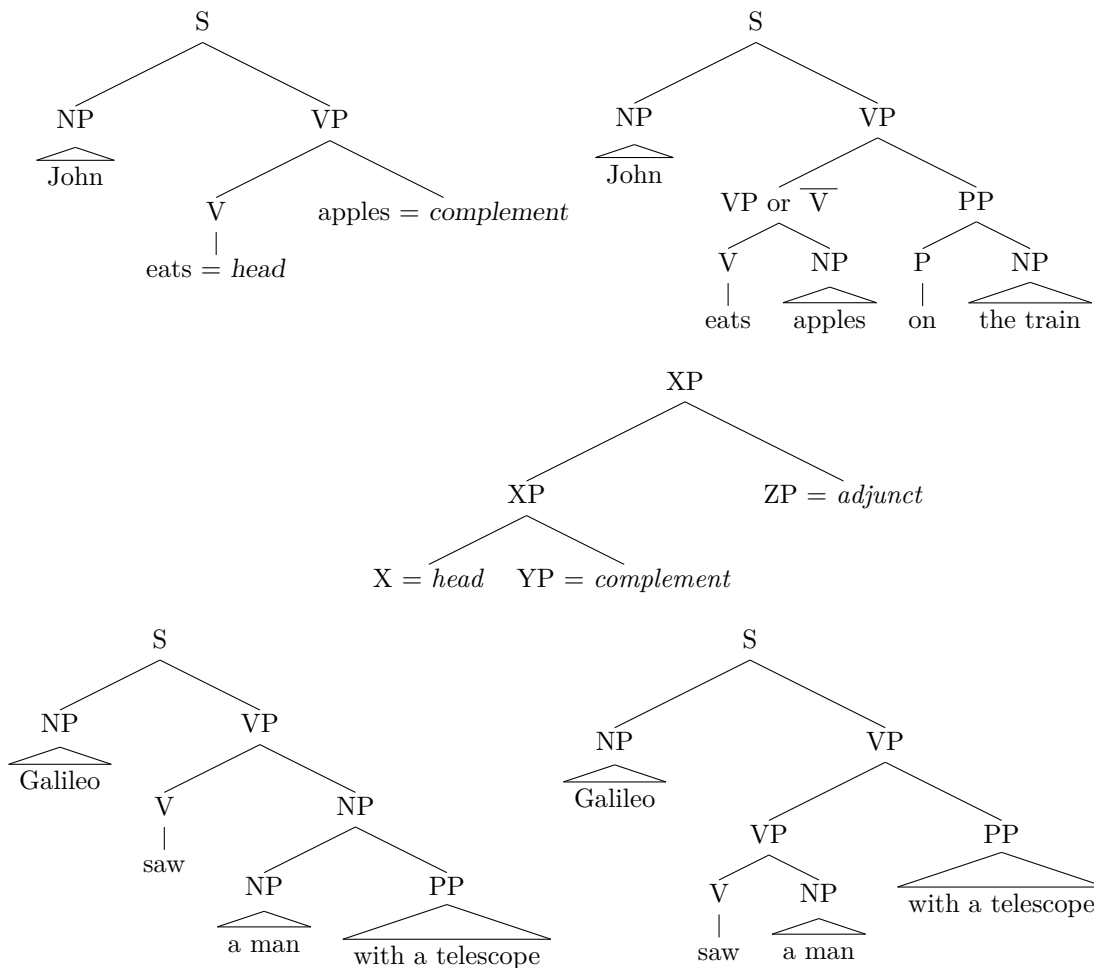 S
NP VP
John
V apples = complement
eats = head
S
NP VP
John
VP or V PP
V NP P NP
eats apples on the train
XP
XP ZP = adjunct
X = head YP = complement
S
NP VP
Galileo
V NP
saw
NP PP
a man with a telescope
S
NP VP
Galileo
VP PP
V NP with a telescope
saw a man